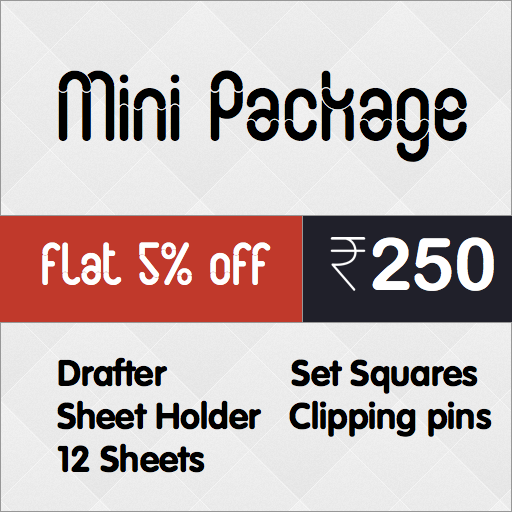 Mini Package
flat 5% off
₹250
Drafter
Sheet Holder
12 Sheets
Set Squares
Clipping pins